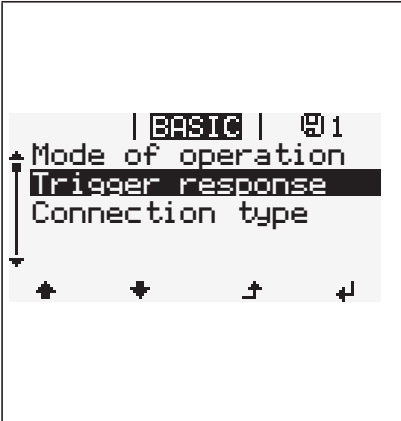 BASIC 1
Mode of operation
Trigger response
Connection type